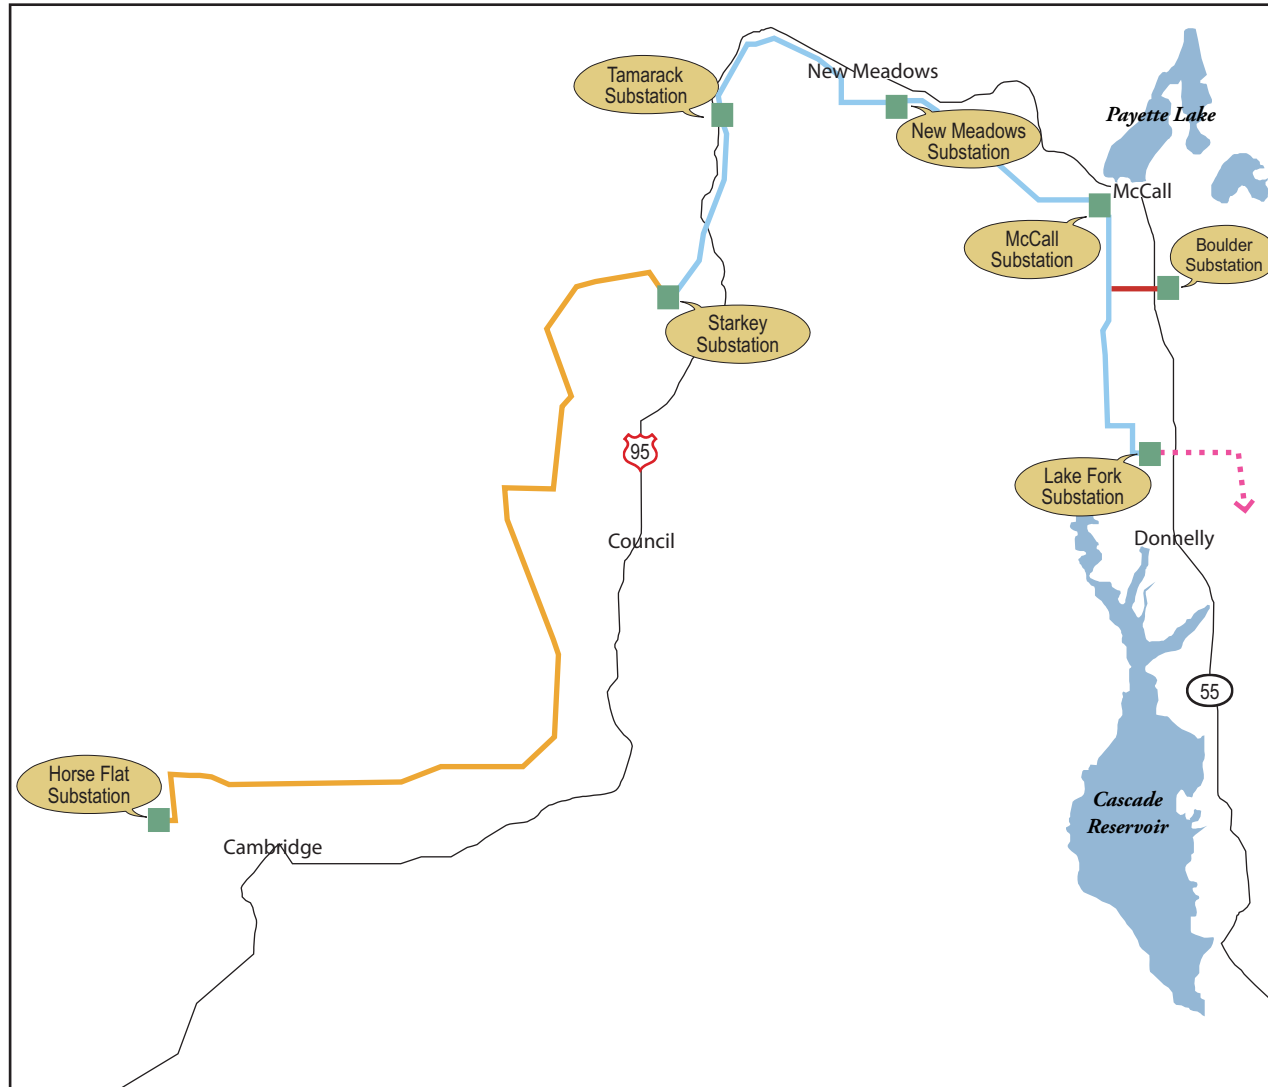 Tamarack
Substation
New Meadows
Payette Lake
New Meadows
Substation
McCall
McCall
Substation
Boulder
Substation
Starkey
Substation
95
Lake Fork
Substation
Council
Donnelly
55
Horse Flat
Substation
Cascade
Reservoir
Cambridge